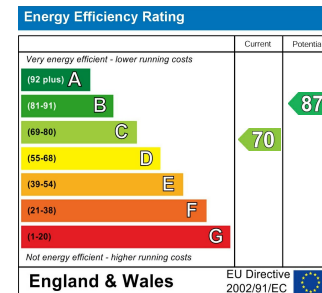 Energy Efficiency Rating
Current Potentia
Very energy efficient - lower running costs
(92 plus) A
(81-91) B
87
(69-80) C
70
(55-68) D
(39-54) E
(21-38) F
(1-20) G
Not energy efficient - higher running costs
England & Wales
EU Directive
2002/91/EC